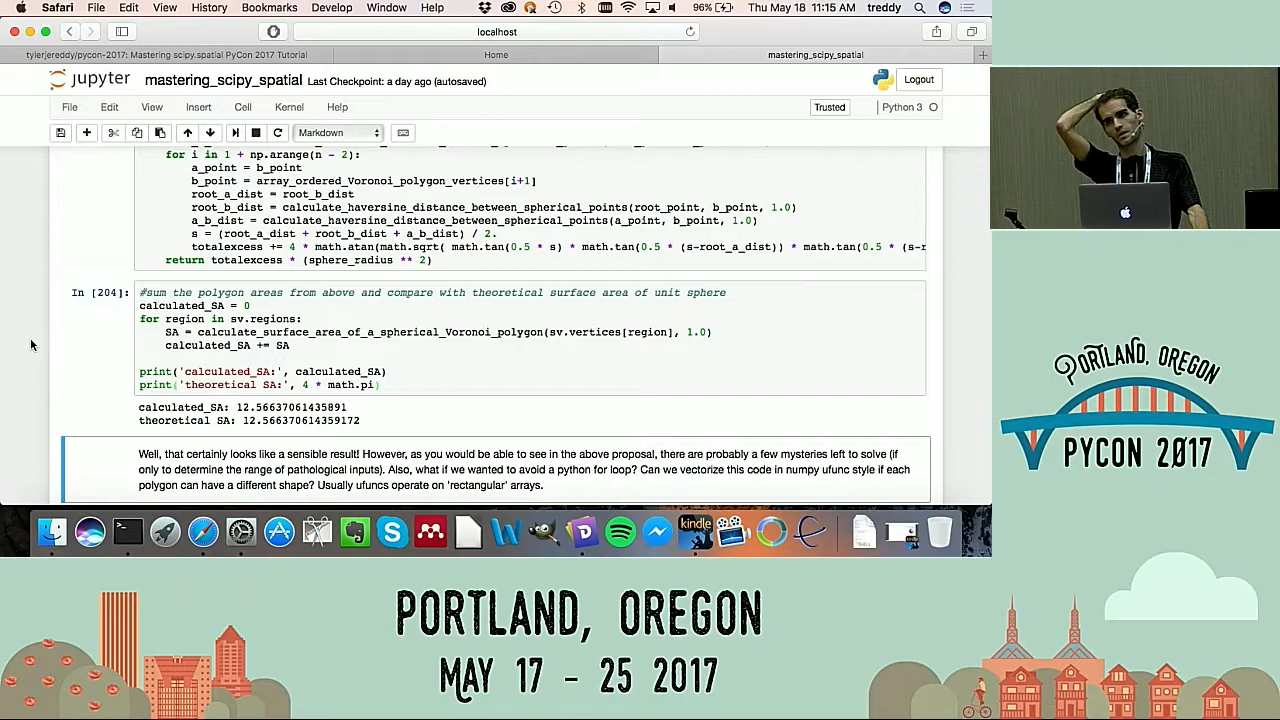 Safari File Edit View History Bookmarks Develop Window Help 96% Thu May 18 11:15 AM treddy
localhost
tylerjereddy/pycon-2017: Mastering scipy.spatial PyCon 2017 Tutorial Home mastering_scipy_spatial
jupyter mastering_scipy_spatial Last Checkpoint: a day ago (autosaved) Logout
File Edit View Insert Cell Kernel Help Trusted Python 3
Markdown
for i in 1 + np.arange(n - 2):
a_point = b_point
b_point = array_ordered_Voronoi_polygon_vertices[i+1]
root_a_dist = root_b_dist
root_b_dist = calculate_haversine_distance_between_spherical_points(root_point, b_point, 1.0)
a_b_dist = calculate_haversine_distance_between_spherical_points(a_point, b_point, 1.0)
s = (root_a_dist + root_b_dist + a_b_dist) / 2.
totalexcess += 4 * math.atan(math.sqrt( math.tan(0.5 * s) * math.tan(0.5 * (s-root_a_dist)) * math.tan(0.5 * (s-r
return totalexcess * (sphere_radius ** 2)
In [204]: #sum the polygon areas from above and compare with theoretical surface area of unit sphere
calculated_SA = 0
for region in sv.regions:
SA = calculate_surface_area_of_a_spherical_Voronoi_polygon(sv.vertices[region], 1.0)
calculated_SA += SA
print('calculated_SA:', calculated_SA)
print('theoretical SA:', 4 * math.pi)
calculated_SA: 12.56637061435891
theoretical SA: 12.566370614359172
Well, that certainly looks like a sensible result! However, as you would be able to see in the above proposal, there are probably a few mysteries left to solve (if
only to determine the range of pathological inputs). Also, what if we wanted to avoid a python for loop? Can we vectorize this code in numpy ufunc style if each
polygon can have a different shape? Usually ufuncs operate on 'rectangular' arrays.
kindle
PORTLAND, OREGON
PYCON 2017
PORTLAND, OREGON
MAY 17 - 25 2017